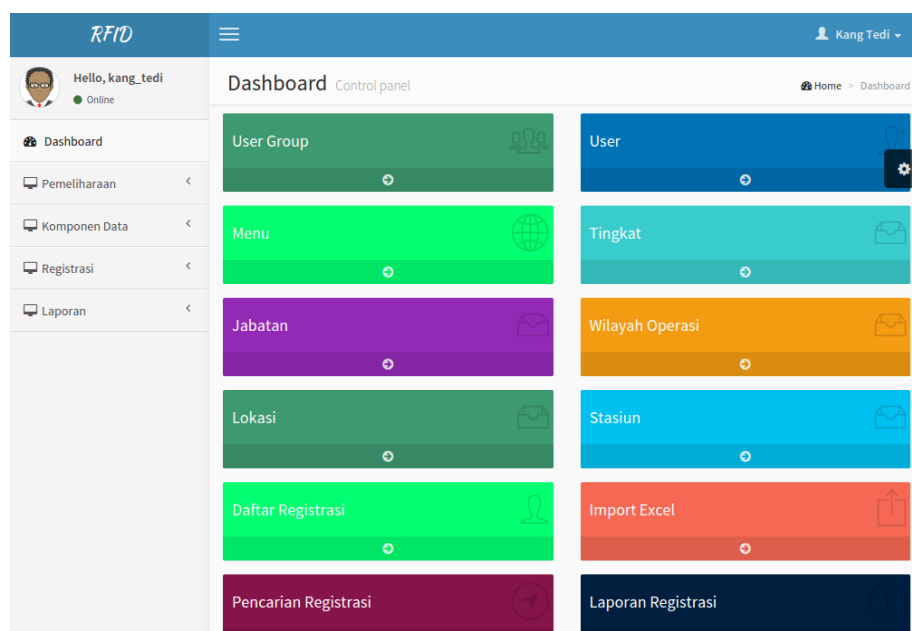 RFID
Kang Tedi
Hello, kang_tedi
Online
Dashboard Control panel
Home > Dashboard
Dashboard
Pemeliharaan
Komponen Data
Registrasi
Laporan
User Group
User
Menu
Tingkat
Jabatan
Wilayah Operasi
Lokasi
Stasiun
Daftar Registrasi
Import Excel
Pencarian Registrasi
Laporan Registrasi